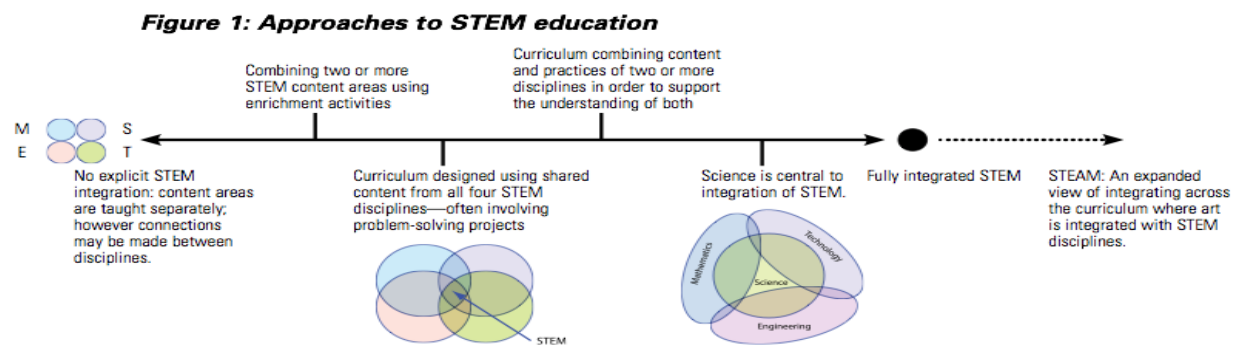 Figure 1: Approaches to STEM education
Combining two or more
STEM content areas using
enrichment activities
Curriculum combining content
and practices of two or more
disciplines in order to support
the understanding of both
M S
E T
No explicit STEM
integration: content areas
are taught separately;
however connections
may be made between
disciplines.
Curriculum designed using shared
content from all four STEM
disciplines—often involving
problem-solving projects
STEM
Science is central to
integration of STEM.
Mathematics
Technology
Science
Engineering
Fully integrated STEM
STEAM: An expanded
view of integrating across
the curriculum where art
is integrated with STEM
disciplines.